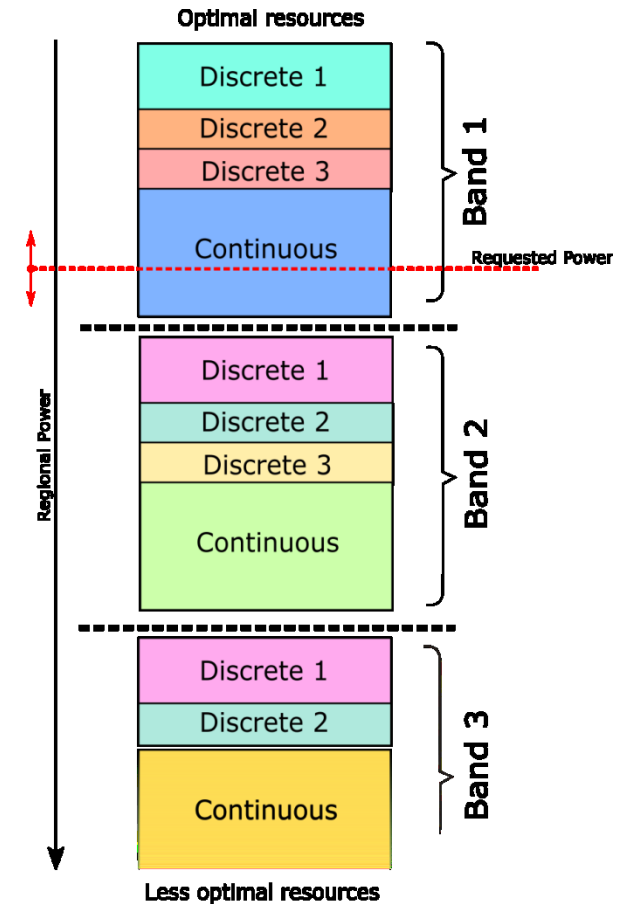 Optimal resources
Discrete 1
Discrete 2
Discrete 3
Continuous
Band 1
Requested Power
Regional Power
Discrete 1
Discrete 2
Discrete 3
Continuous
Band 2
Discrete 1
Discrete 2
Continuous
Band 3
Less optimal resources